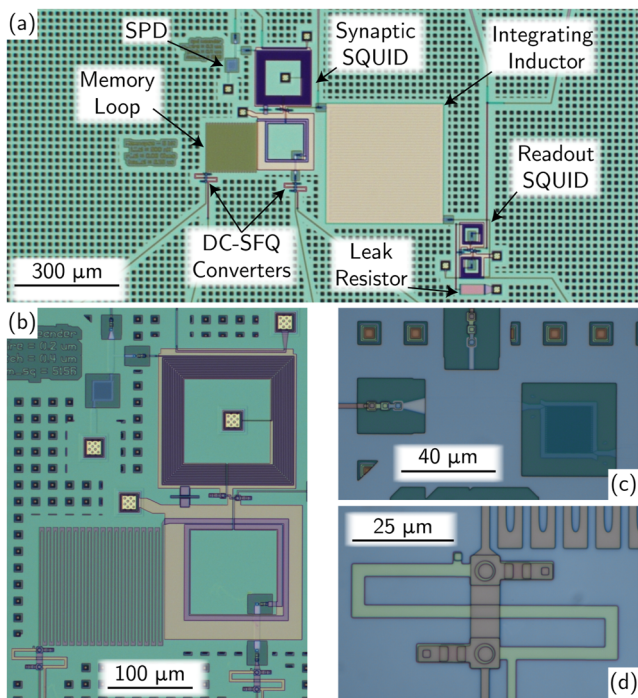 (a)
SPD
Synaptic
SQUID
Integrating
Inductor
Memory
Loop
Readout
SQUID
DC-SFQ
Converters
Leak
Resistor
300 μm
(b)
100 μm
(c)
40 μm
25 μm
(d)